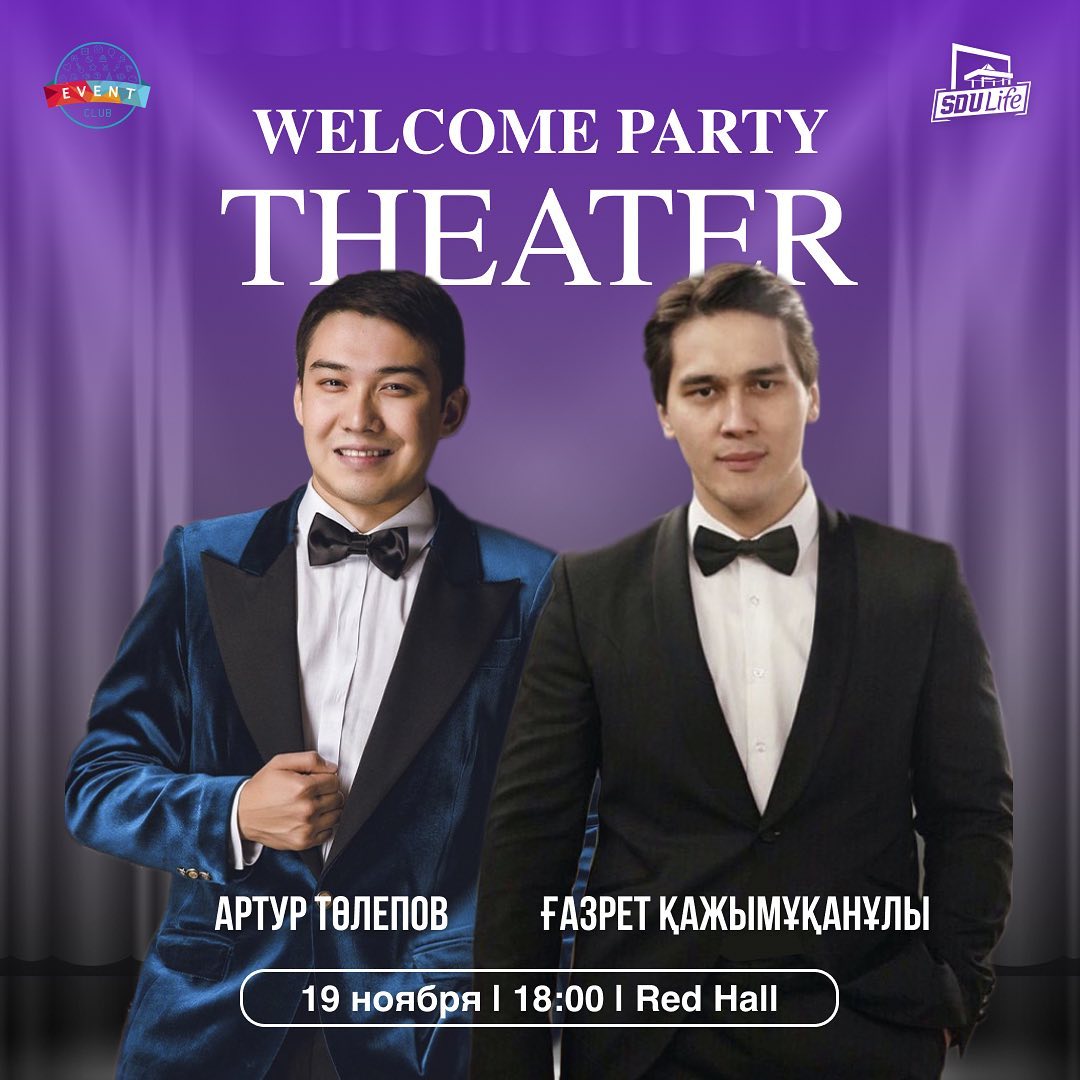 EVENT
CLUB
SDU Life
WELCOME PARTY
THEATER
АРТУР ТӨЛЕПОВ
ҒАЗРЕТ ҚАЖЫМҰҚАНҰЛЫ
19 ноября | 18:00 | Red Hall